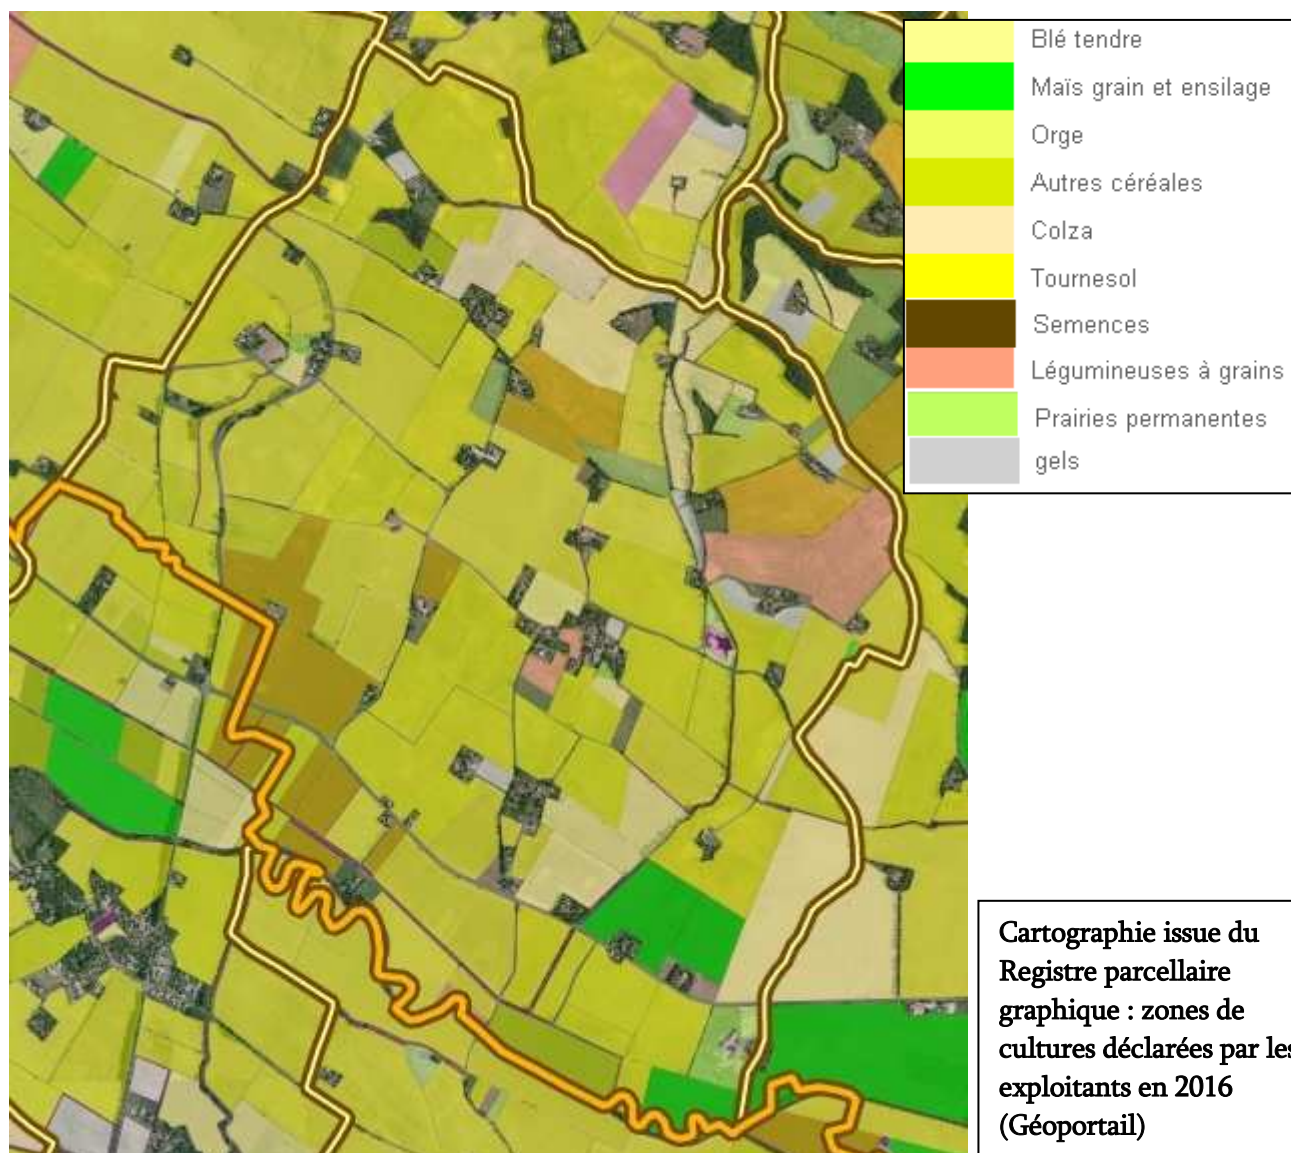 Blé tendre
Maïs grain et ensilage
Orge
Autres céréales
Colza
Tournesol
Semences
Légumineuses à grains
Prairies permanentes
gels
Cartographie issue du
Registre parcellaire
graphique : zones de
cultures déclarées par les
exploitants en 2016
(Géoportail)